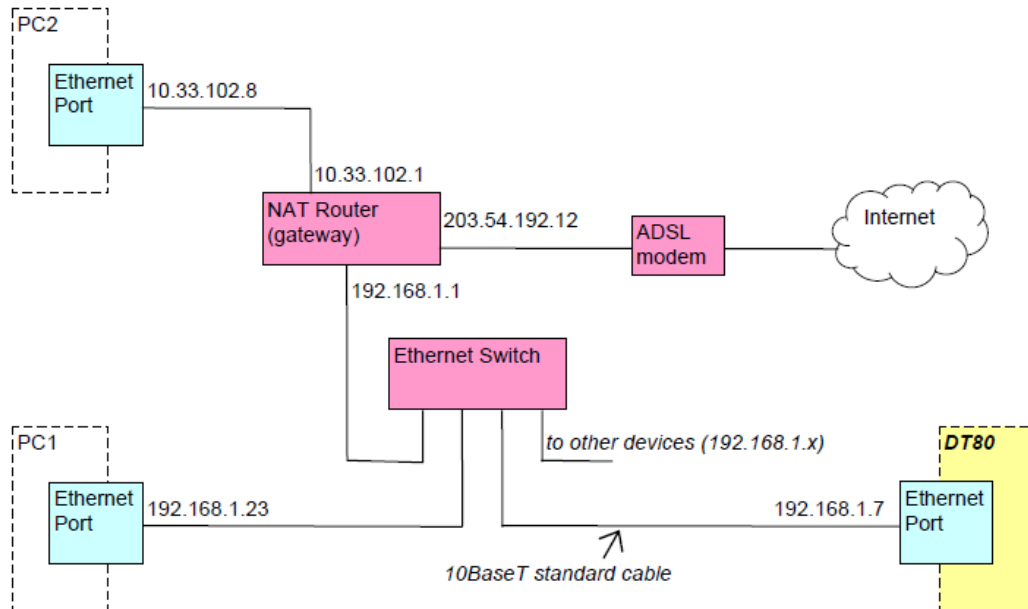 PC2
Ethernet
Port
10.33.102.8
10.33.102.1
NAT Router
(gateway)
203.54.192.12
ADSL
modem
Internet
192.168.1.1
Ethernet Switch
to other devices (192.168.1.x)
PC1
Ethernet
Port
192.168.1.23
DT80
192.168.1.7
Ethernet
Port
10BaseT standard cable